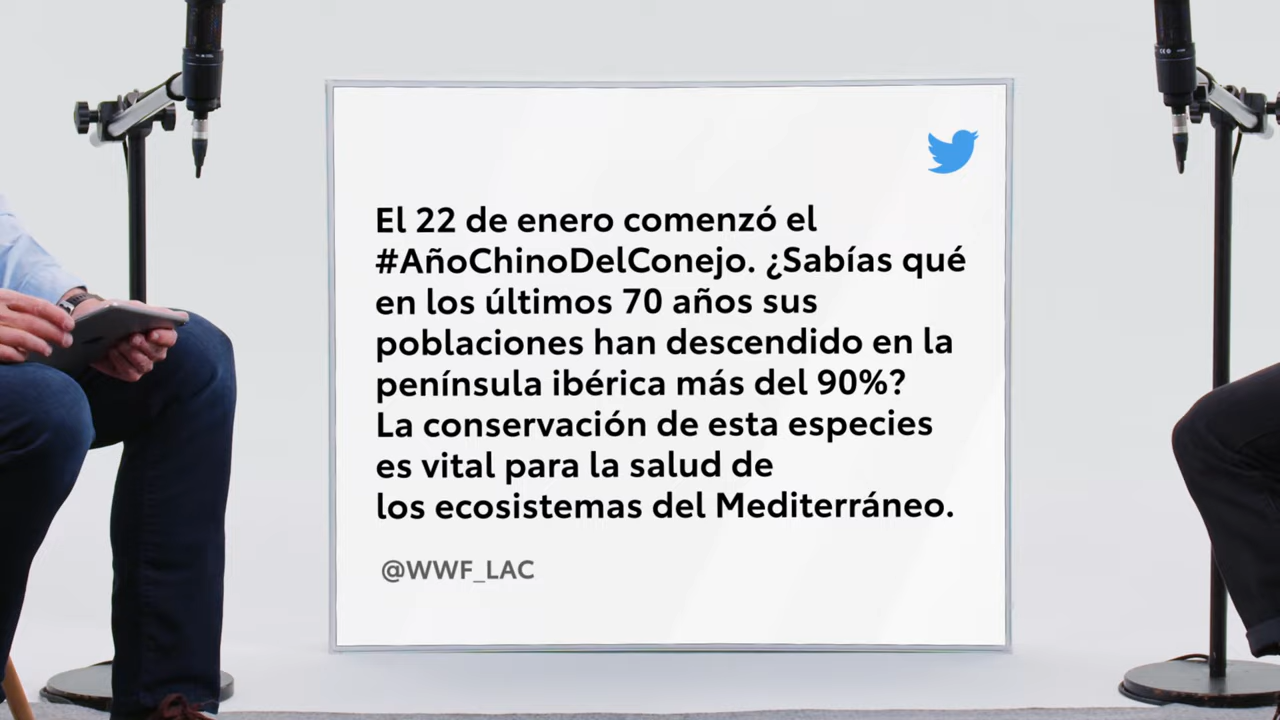 El 22 de enero comenzó el
#AñoChinoDelConejo. ¿Sabías qué
en los últimos 70 años sus
poblaciones han descendido en la
península ibérica más del 90%?
La conservación de esta especies
es vital para la salud de
los ecosistemas del Mediterráneo.
@WWF_LAC